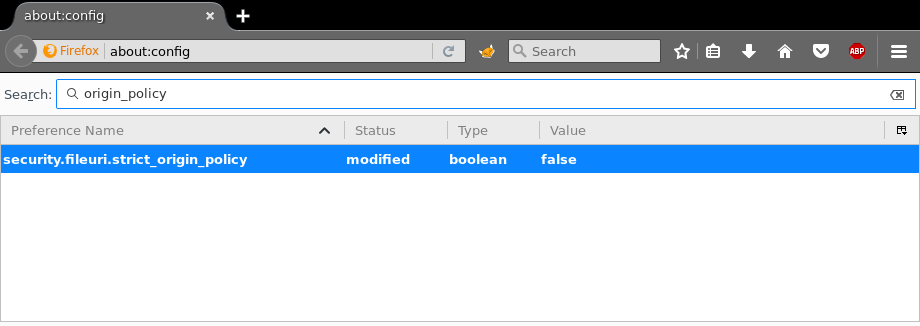 about:config
Firefox about:config Search ABP
Search: origin_policy
Preference Name Status Type Value
security.fileuri.strict_origin_policy modified boolean false